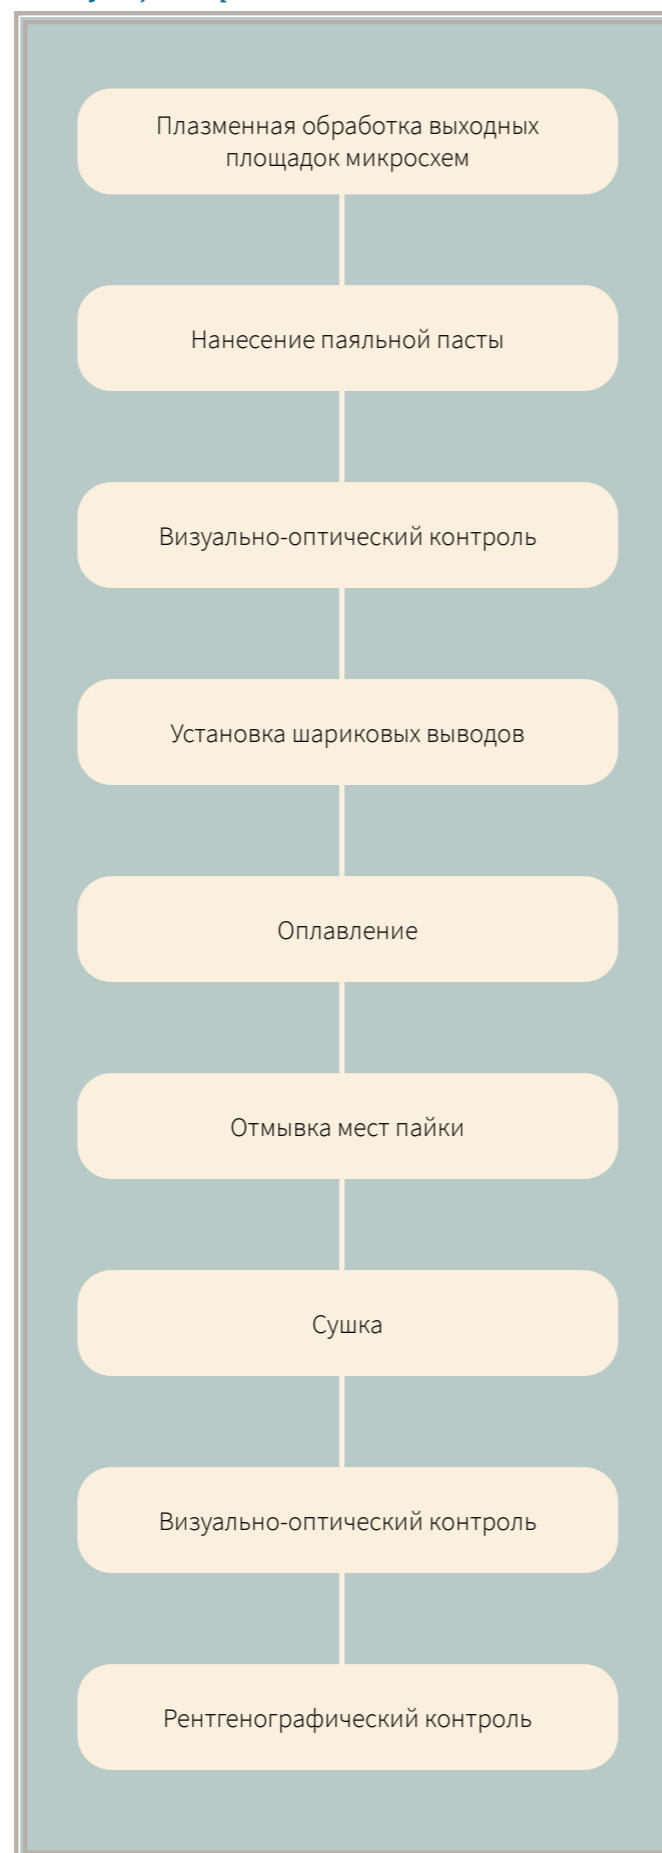 Плазменная обработка выходных
площадок микросхем
Нанесение паяльной пасты
Визуально-оптический контроль
Установка шариковых выводов
Оплавление
Отмывка мест пайки
Сушка
Визуально-оптический контроль
Рентгенографический контроль